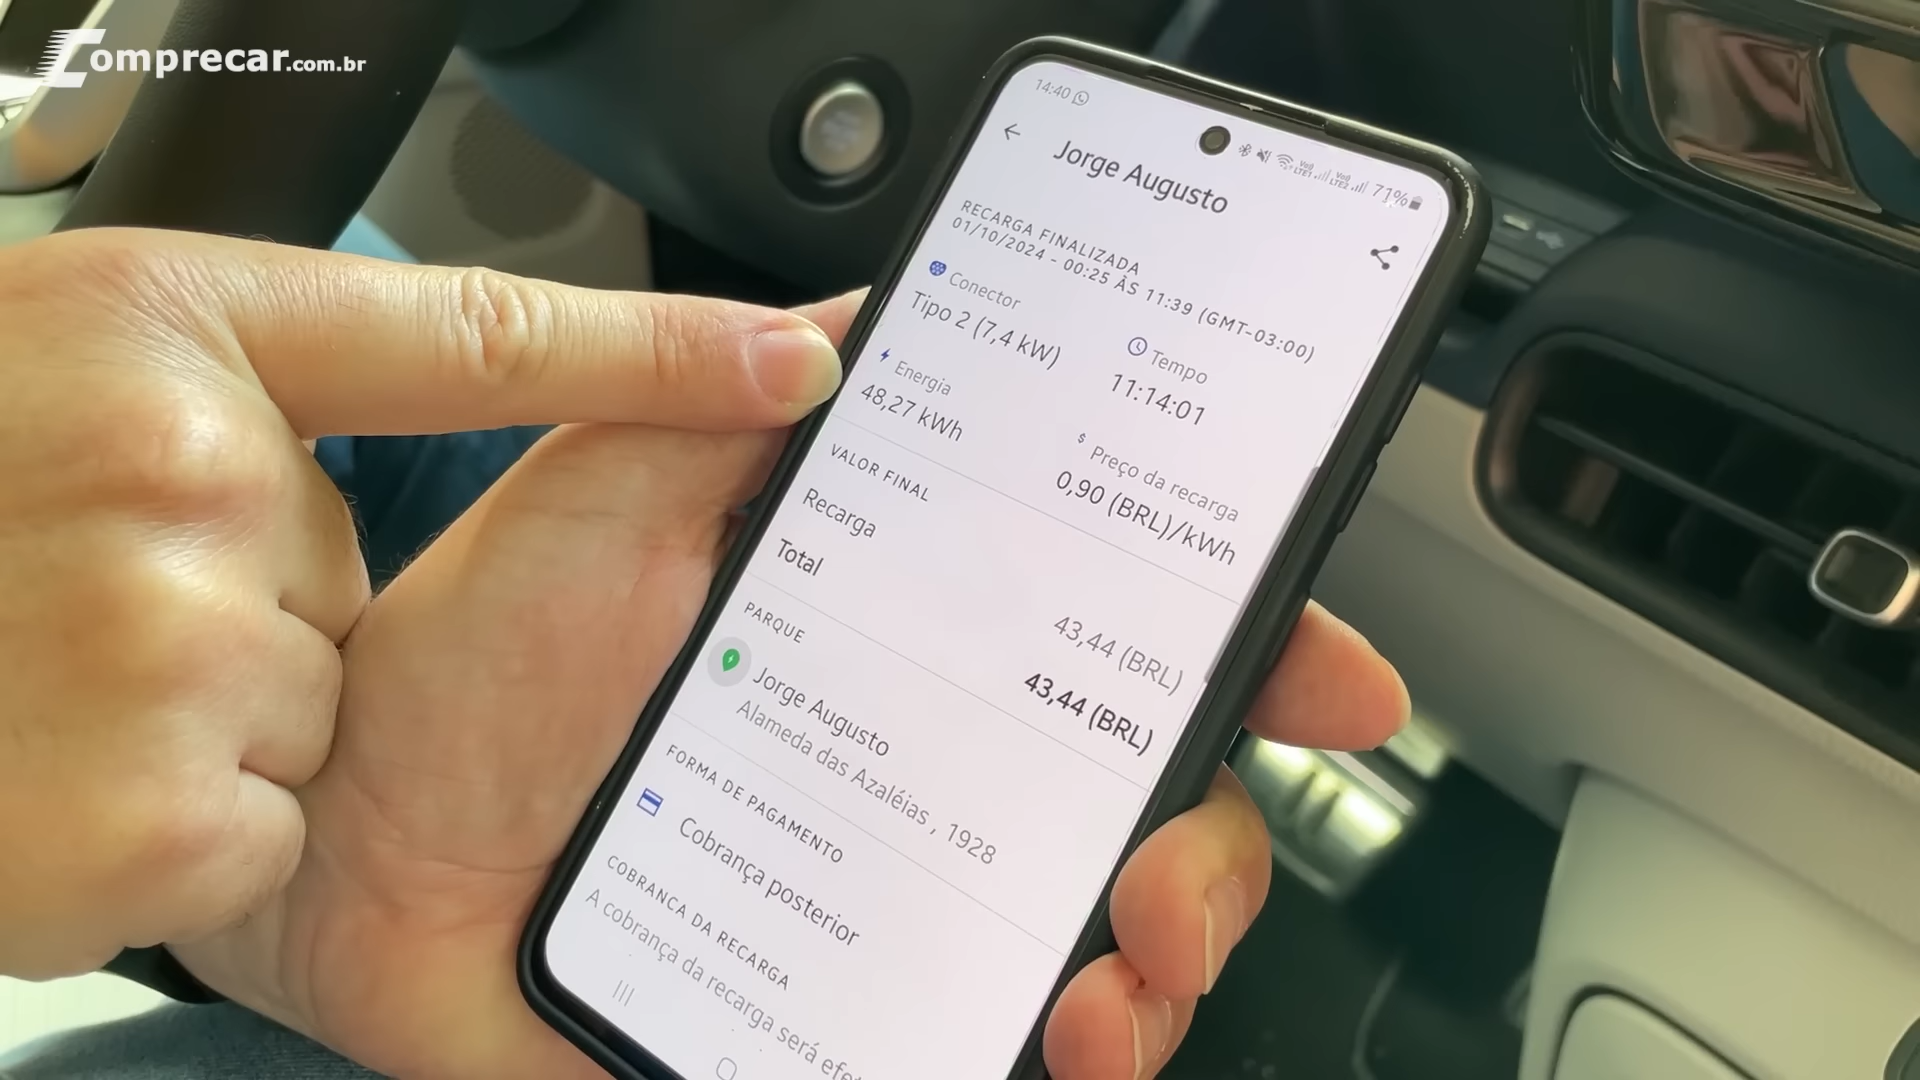 Comprecar.com.br
14:40
71%
Jorge Augusto
RECARGA FINALIZADA
01/10/2024 - 00:25 ÀS 11:39 (GMT-03:00)
Conector
Tipo 2 (7,4 kW)
Tempo
11:14:01
Energia
48,27 kWh
Preço da recarga
0,90 (BRL)/kWh
VALOR FINAL
Recarga
43,44 (BRL)
Total
43,44 (BRL)
PARQUE
Jorge Augusto
Alameda das Azaléias , 1928
FORMA DE PAGAMENTO
Cobrança posterior
COBRANCA DA RECARGA
A cobrança da recarga será